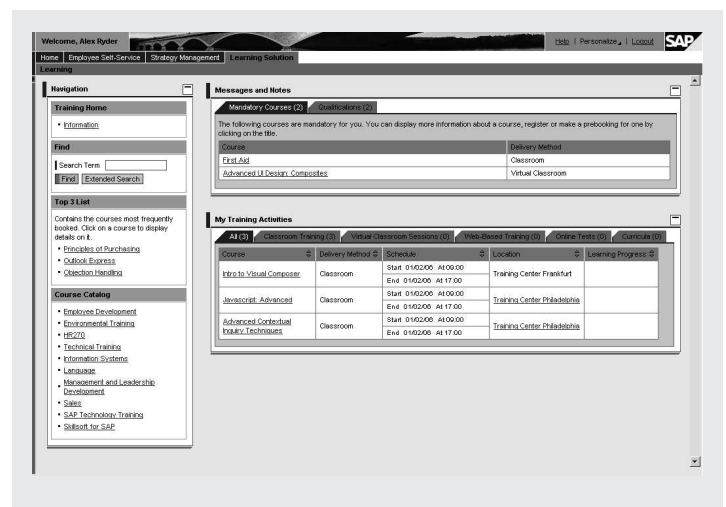 Welcome, Alex Ryder
Help | Personalize | Logout
SAP
Home | Employee Self-Service | Strategy Management | Learning Solution
Learning
Navigation
Training Home
• Information
Find
Search Term
Find Extended Search
Top 3 List
Contains the courses most frequently
booked. Click on a course to display
details on it.
• Principles of Purchasing
• Outlook Express
• Objection Handling
Course Catalog
• Employee Development
• Environmental Training
• HR270
• Technical Training
• Information Systems
• Language
• Management and Leadership
Development
• Sales
• SAP Technology Training
• Skillsoft for SAP
Messages and Notes
Mandatory Courses (2) Qualifications (2)
The following courses are mandatory for you. You can display more information about a course, register or make a prebooking for one by
clicking on the title.
Course Delivery Method
First Aid Classroom
Advanced UI Design: Composites Virtual Classroom
My Training Activities
All (3) Classroom Training (3) Virtual Classroom Sessions (0) Web-Based Training (0) Online Tests (0) Curricula (0)
Course Delivery Method Schedule Location Learning Progress
Intro to Visual Composer Classroom Start 01/02/06 At 09:00 Training Center Frankfurt
End 01/02/06 At 17:00
Javascript: Advanced Classroom Start 01/02/06 At 09:00 Training Center Philadelphia
End 01/02/06 At 17:00
Advanced Contextual
Inquiry Techniques Classroom Start 01/02/06 At 09:00 Training Center Philadelphia
End 01/02/06 At 17:00